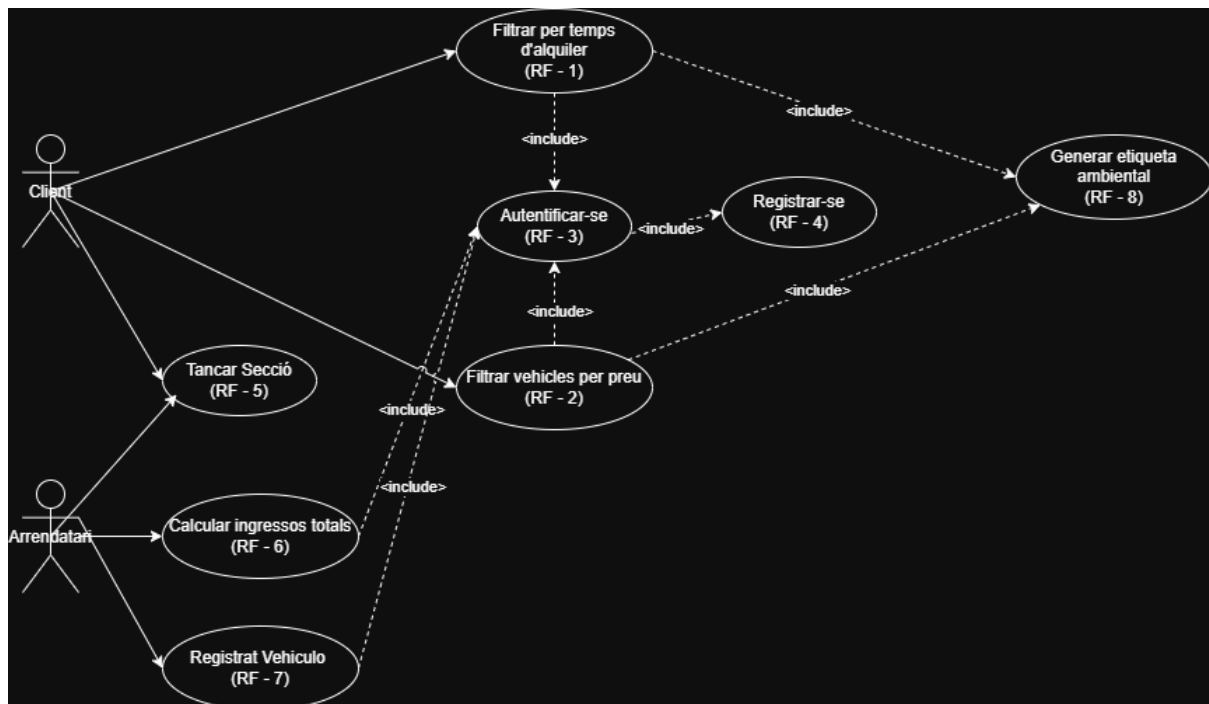 Filtrar per temps
d'alquiler
(RF - 1)
<include>
<include>
Generar etiqueta
ambiental
(RF - 8)
Client
Autentificar-se
(RF - 3)
<include>
Registrar-se
(RF - 4)
<include>
<include>
Tancar Secció
(RF - 5)
Filtrar vehicles per preu
(RF - 2)
<include>
<include>
Arrendatari
Calcular ingressos totals
(RF - 6)
Registrat Vehiculo
(RF - 7)